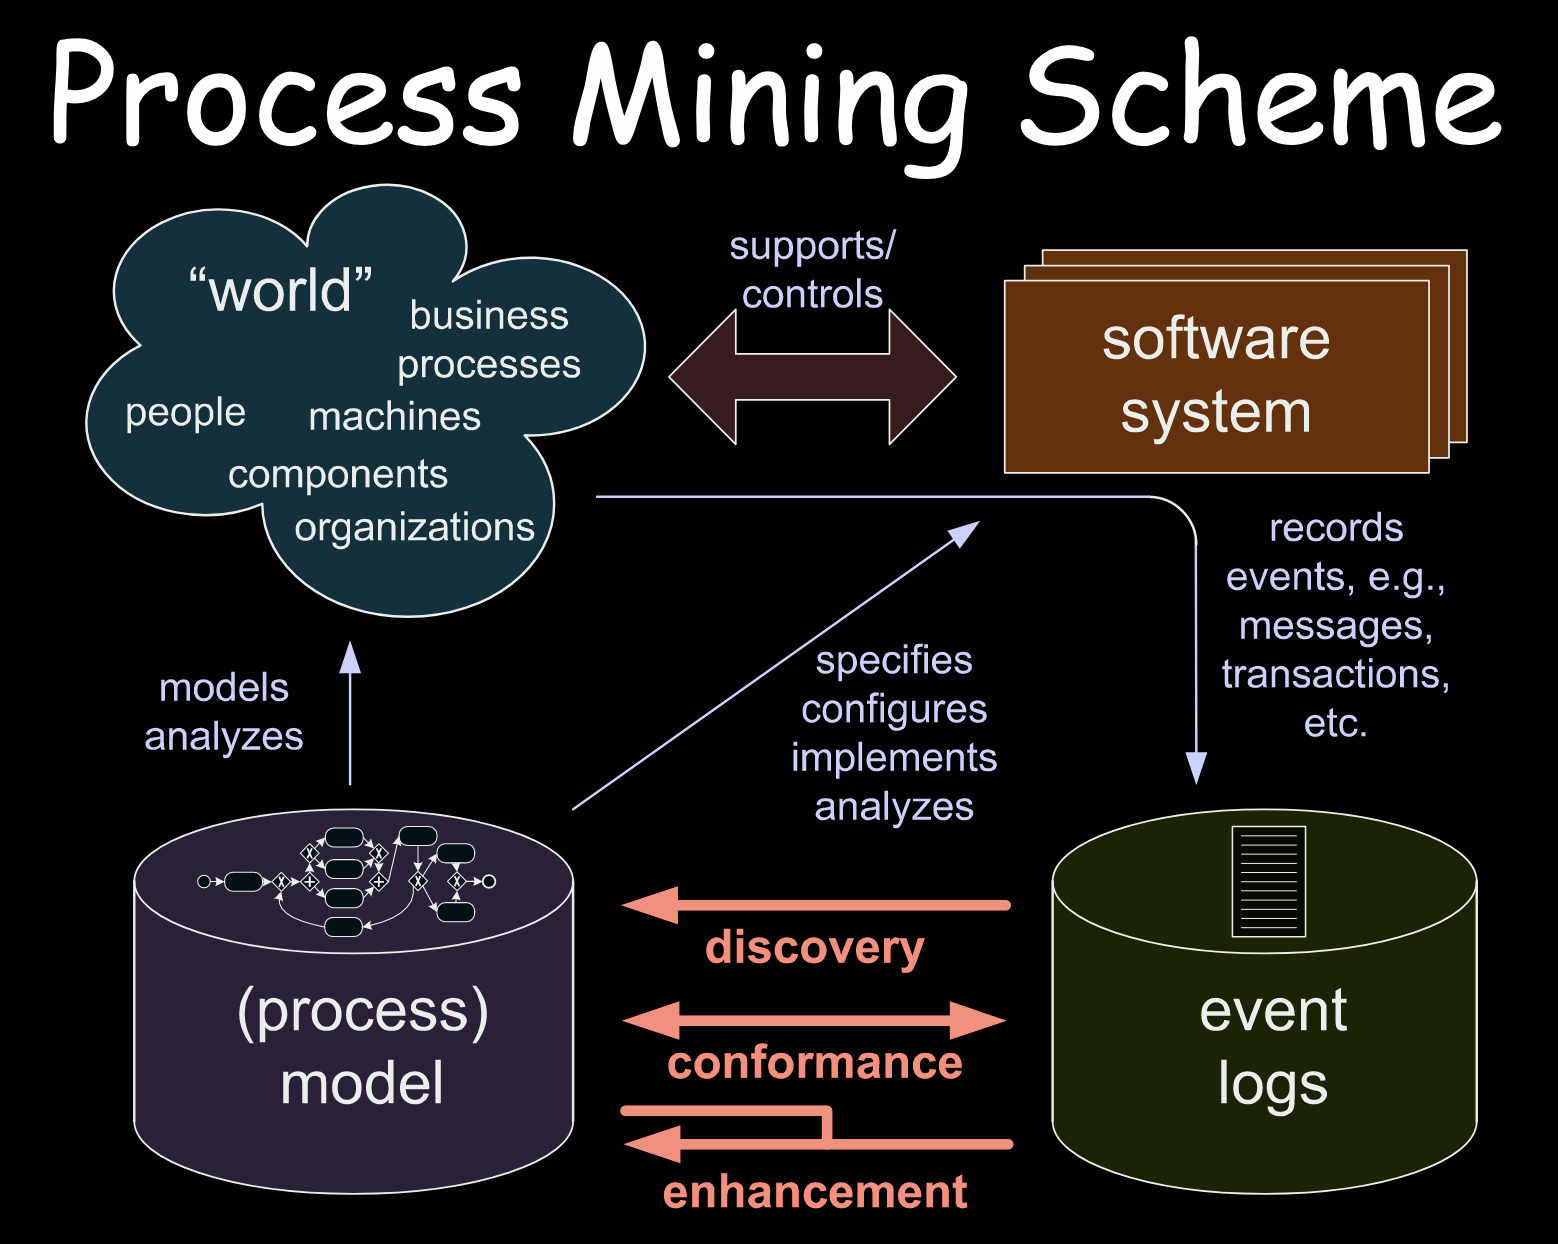 Process Mining Scheme
“world”
business
processes
people
machines
components
organizations
supports/
controls
software
system
records
events, e.g.,
messages,
transactions,
etc.
models
analyzes
specifies
configures
implements
analyzes
(process)
model
discovery
conformance
enhancement
event
logs